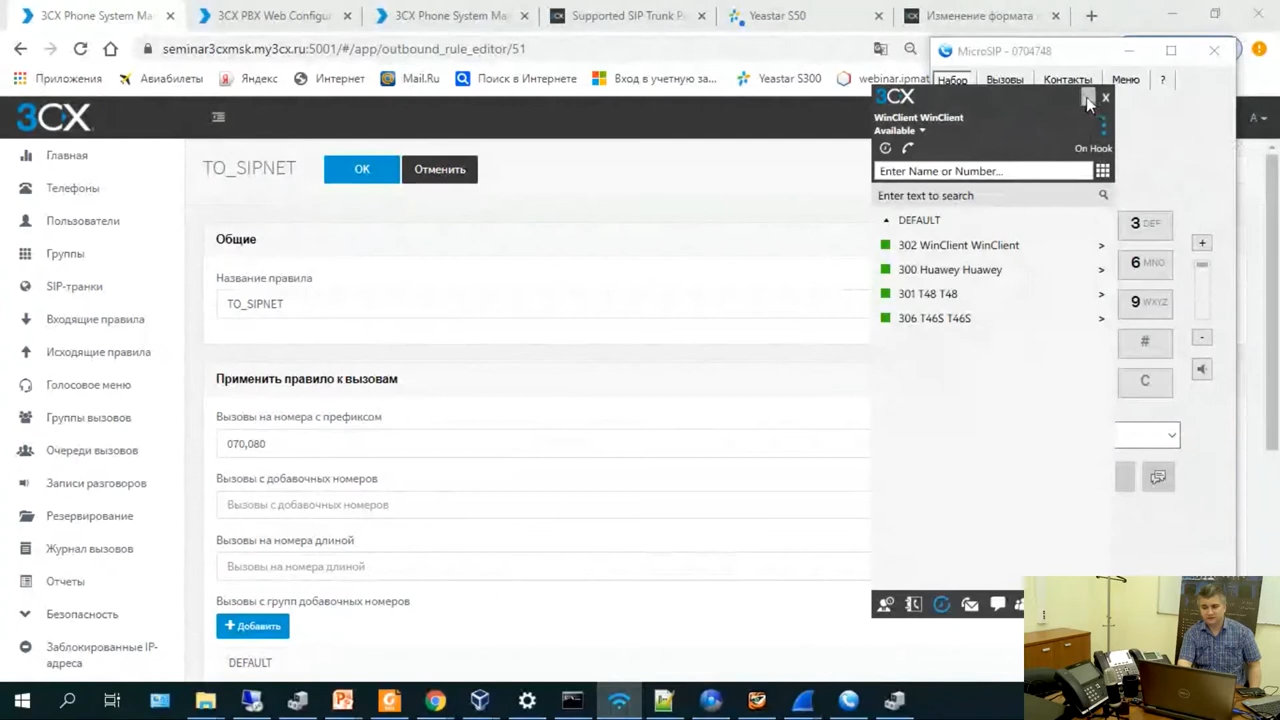 3CX Phone System Ma
3CX PBX Web Configu
3CX Phone System Ma
Supported SIP Trunk P
Yeastar S50
Изменение формата
seminar3cxmsk.my3cx.ru:5001/#/app/outbound_rule_editor/51
MicroSIP - 0704748
Приложения
Авиабилеты
Яндекс
Интернет
Mail.Ru
Поиск в Интернете
Вход в учетную за...
Yeastar S300
webinar.ipmat
Набор
Вызовы
Контакты
Меню
?
3CX
Главная
Телефоны
Пользователи
Группы
SIP-транки
Входящие правила
Исходящие правила
Голосовое меню
Группы вызовов
Очереди вызовов
Записи разговоров
Резервирование
Журнал вызовов
Отчеты
Безопасность
Заблокированные IP-
адреса
TO_SIPNET
OK
Отменить
Общие
Название правила
TO_SIPNET
Применить правило к вызовам
Вызовы на номера с префиксом
070,080
Вызовы с добавочных номеров
Вызовы с добавочных номеров
Вызовы на номера длиной
Вызовы на номера длиной
Вызовы с групп добавочных номеров
+ Добавить
DEFAULT
3CX
X
WinClient WinClient
Available
On Hook
Enter Name or Number...
Enter text to search
DEFAULT
302 WinClient WinClient >
300 Huawey Huawey >
301 T48 T48 >
306 T46S T46S >
3 DEF
6 MNO
9 WXYZ
#
C
+
-
A